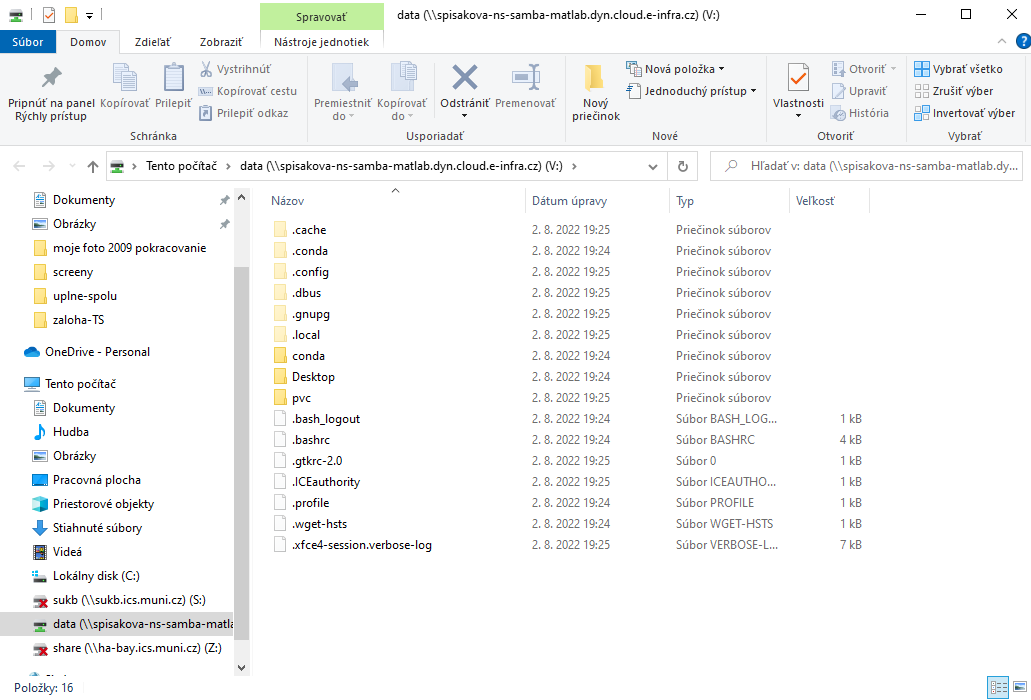 Spravovať
data (\\spisakova-ns-samba-matlab.dyn.cloud.e-infra.cz) (V:)
Súbor Domov Zdieľať Zobraziť Nástroje jednotiek
Pripnúť na panel Rýchly prístup
Kopírovať
Prilepiť
Vystrihnúť
Kopírovať cestu
Prilepiť odkaz
Schránka
Premiestniť do
Kopírovať do
Odstrániť
Premenovať
Usporiadať
Nový priečinok
Nová položka
Jednoduchý prístup
Nové
Vlastnosti
Otvoriť
Upraviť
História
Otvoriť
Vybrať všetko
Zrušiť výber
Invertovať výber
Vybrať
Tento počítač > data (\\spisakova-ns-samba-matlab.dyn.cloud.e-infra.cz) (V:) >
Hľadať v: data (\\spisakova-ns-samba-matlab.dy...
Dokumenty
Obrázky
moje foto 2009 pokracovanie
screeny
uplne-spolu
zaloha-TS
OneDrive - Personal
Tento počítač
Dokumenty
Hudba
Obrázky
Pracovná plocha
Priestorové objekty
Stiahnuté súbory
Videá
Lokálny disk (C:)
sukb (\\sukb.ics.muni.cz) (S:)
data (\\spisakova-ns-samba-matla
share (\\ha-bay.ics.muni.cz) (Z:)
Názov Dátum úpravy Typ Veľkosť
.cache 2. 8. 2022 19:25 Priečinok súborov
.conda 2. 8. 2022 19:24 Priečinok súborov
.config 2. 8. 2022 19:25 Priečinok súborov
.dbus 2. 8. 2022 19:25 Priečinok súborov
.gnupg 2. 8. 2022 19:25 Priečinok súborov
.local 2. 8. 2022 19:25 Priečinok súborov
conda 2. 8. 2022 19:24 Priečinok súborov
Desktop 2. 8. 2022 19:24 Priečinok súborov
pvc 2. 8. 2022 19:25 Priečinok súborov
.bash_logout 2. 8. 2022 19:24 Súbor BASH_LOG... 1 kB
.bashrc 2. 8. 2022 19:24 Súbor BASHRC 4 kB
.gtkrc-2.0 2. 8. 2022 19:25 Súbor 0 1 kB
.ICEauthority 2. 8. 2022 19:25 Súbor ICEAUTHO... 1 kB
.profile 2. 8. 2022 19:24 Súbor PROFILE 1 kB
.wget-hsts 2. 8. 2022 19:24 Súbor WGET-HSTS 1 kB
.xfce4-session.verbose-log 2. 8. 2022 19:25 Súbor VERBOSE-L... 7 kB
Položky: 16